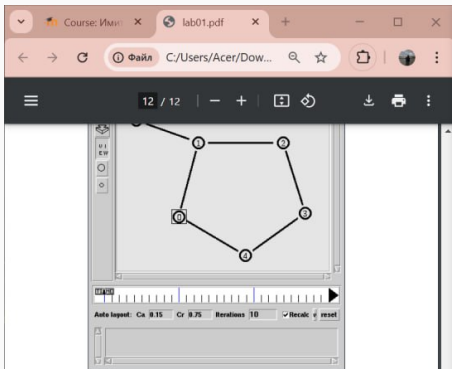 Course: Ими
lab01.pdf
Файл C:/Users/Acer/Dow...
12 / 12
VIEW
1
2
0
3
4
Auto layout: Ca 0.15 Cr 0.75 Iterations 10 Recalc reset